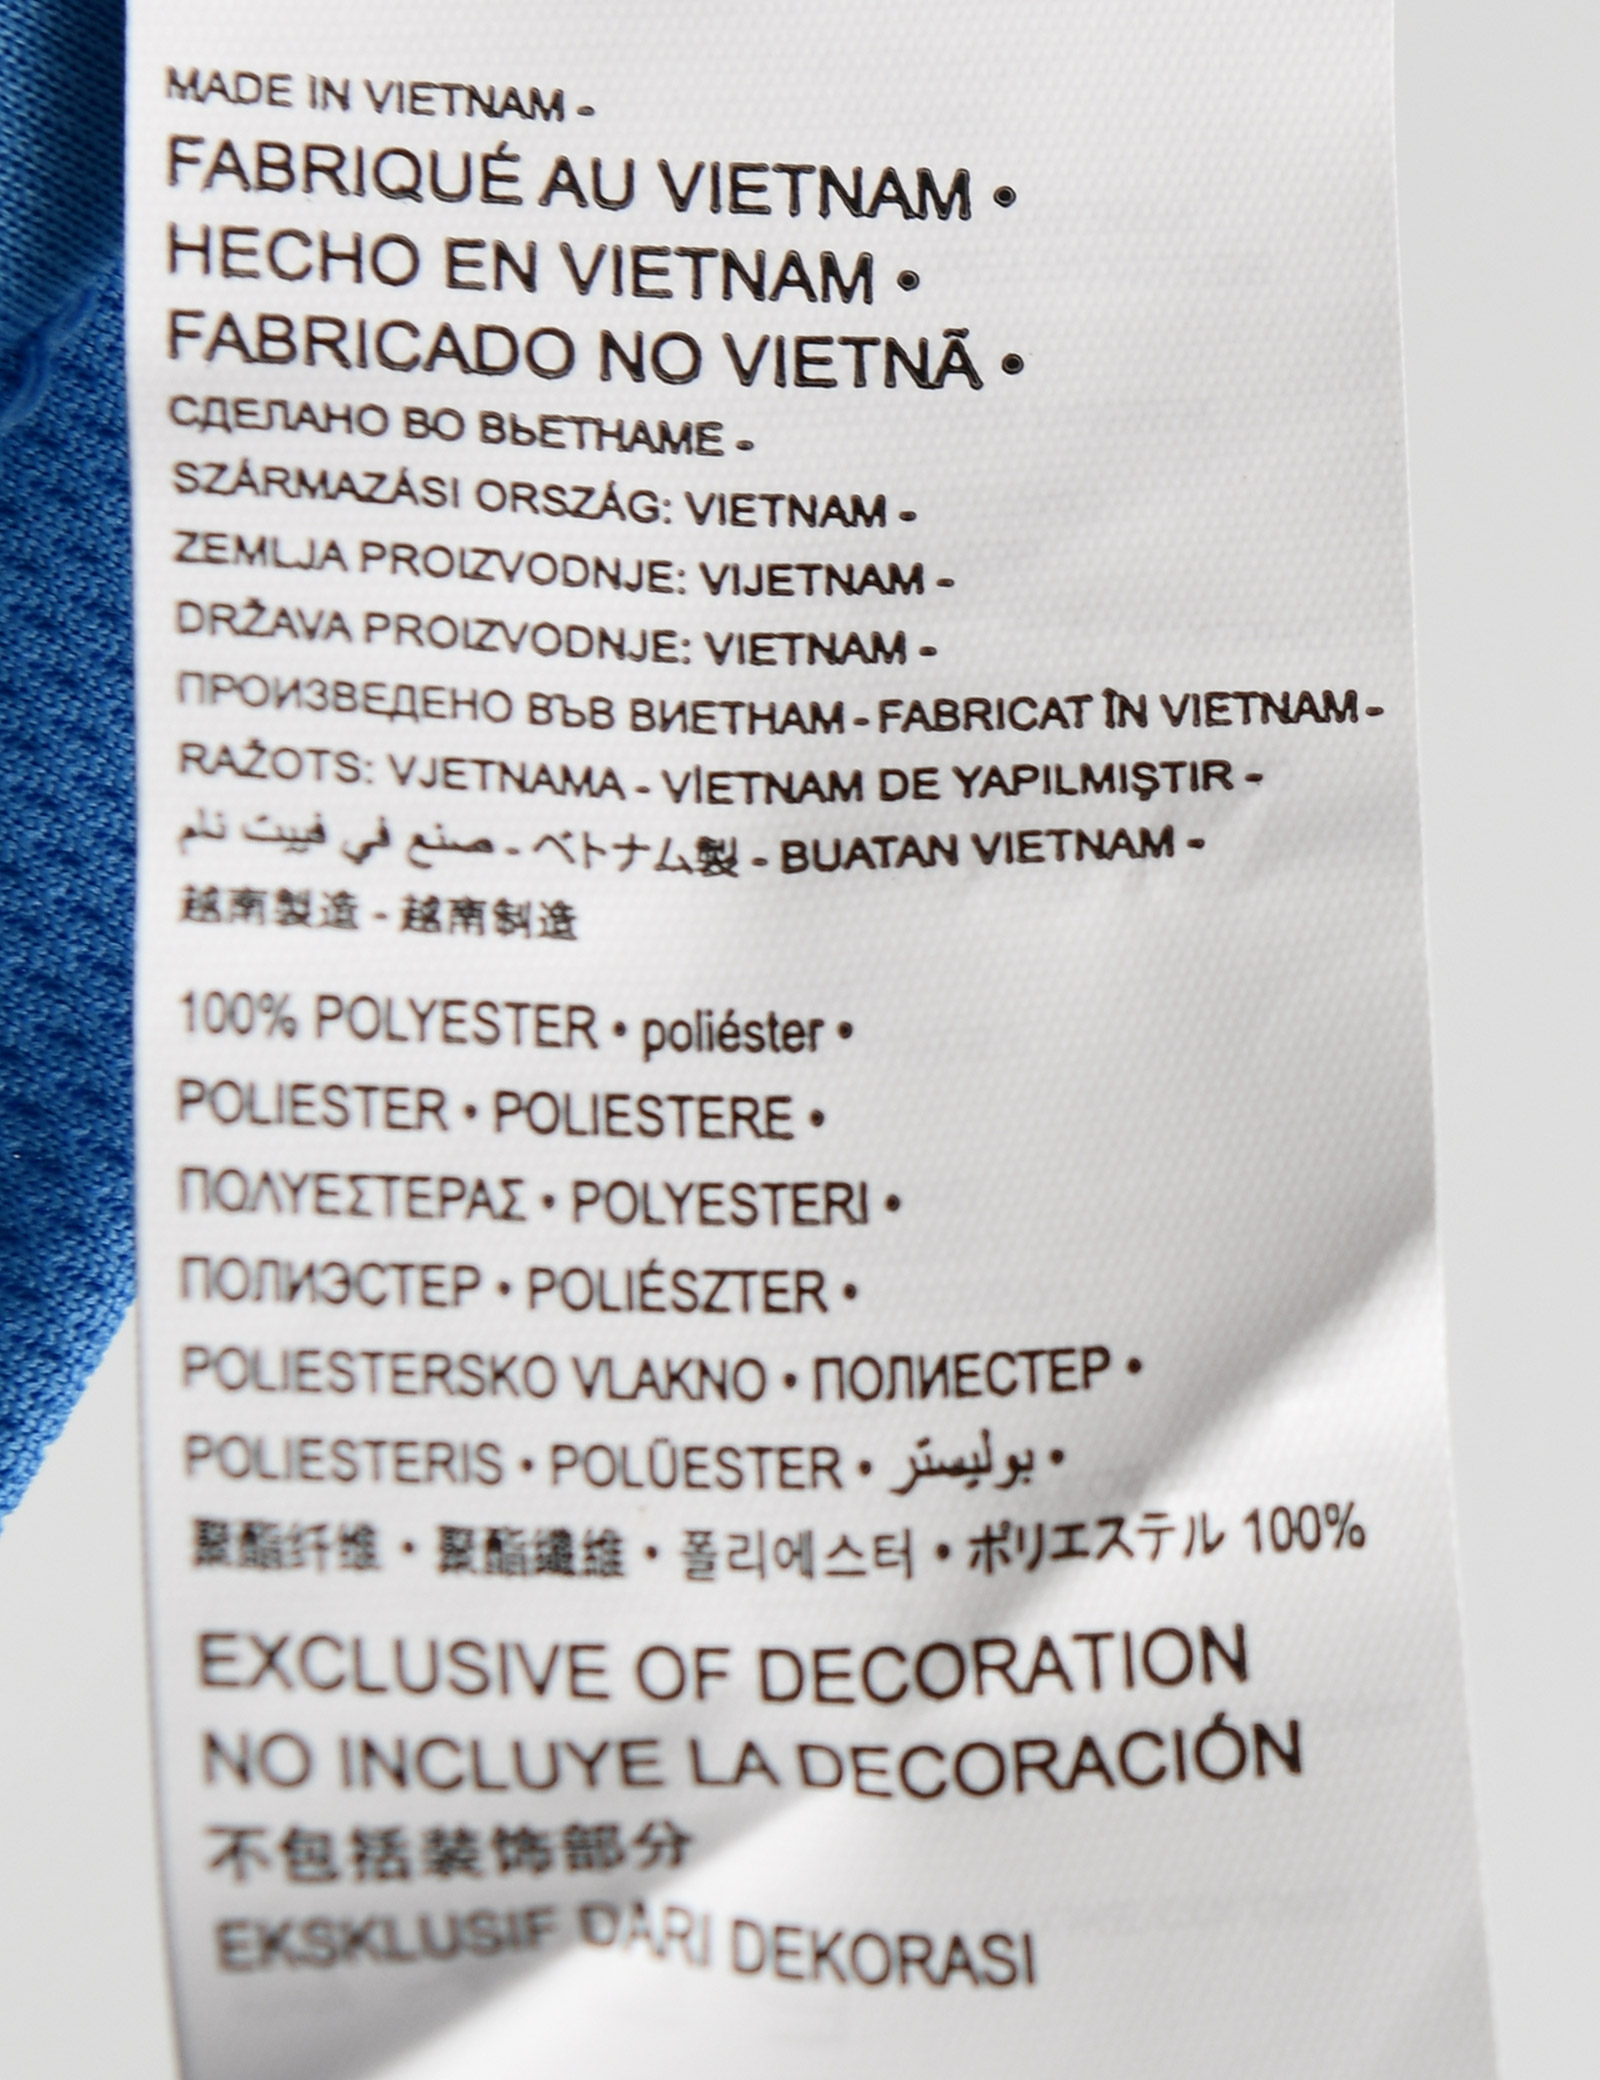 MADE IN VIETNAM -
FABRIQUÉ AU VIETNAM •
HECHO EN VIETNAM •
FABRICADO NO VIETNÃ •
СДЕЛАНО ВО ВЬЕТНАМЕ -
SZÁRMAZÁSI ORSZÁG: VIETNAM -
ZEMLJA PROIZVODNJE: VIJETNAM -
DRŽAVA PROIZVODNJE: VIETNAM -
ПРОИЗВЕДЕНО ВЪВ ВИЕТНАМ - FABRICAT ÎN VIETNAM -
RAŽOTS: VJETNAMA - VİETNAM DE YAPILMIŞTIR -
صنع في فييت نام - ベトナム製 - BUATAN VIETNAM -
越南製造 - 越南制造
100% POLYESTER • poliéster •
POLIESTER • POLIESTERE •
ΠΟΛΥΕΣΤΕΡΑΣ • POLYESTERI •
ПОЛИЭСТЕР • POLIÉSZTER •
POLIESTERSKO VLAKNO • ПОЛИЕСТЕР •
POLIESTERIS • POLÜESTER • بوليستر •
聚酯纤维 • 聚酯纖維 • 폴리에스터 • ポリエステル 100%
EXCLUSIVE OF DECORATION
NO INCLUYE LA DECORACIÓN
不包括装饰部分
EKSKLUSIF DARI DEKORASI